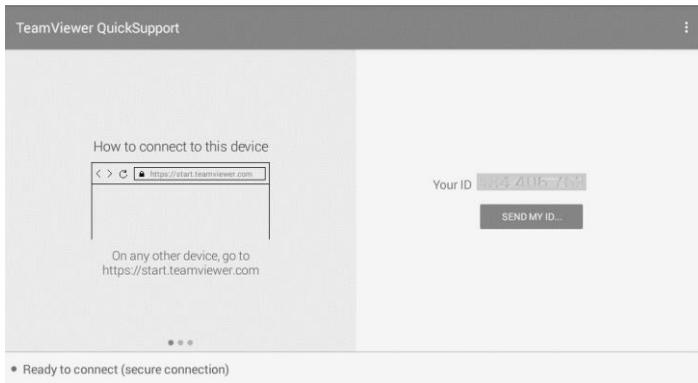 TeamViewer QuickSupport
How to connect to this device
https://start.teamviewer.com
On any other device, go to
https://start.teamviewer.com
Your ID
SEND MY ID...
Ready to connect (secure connection)